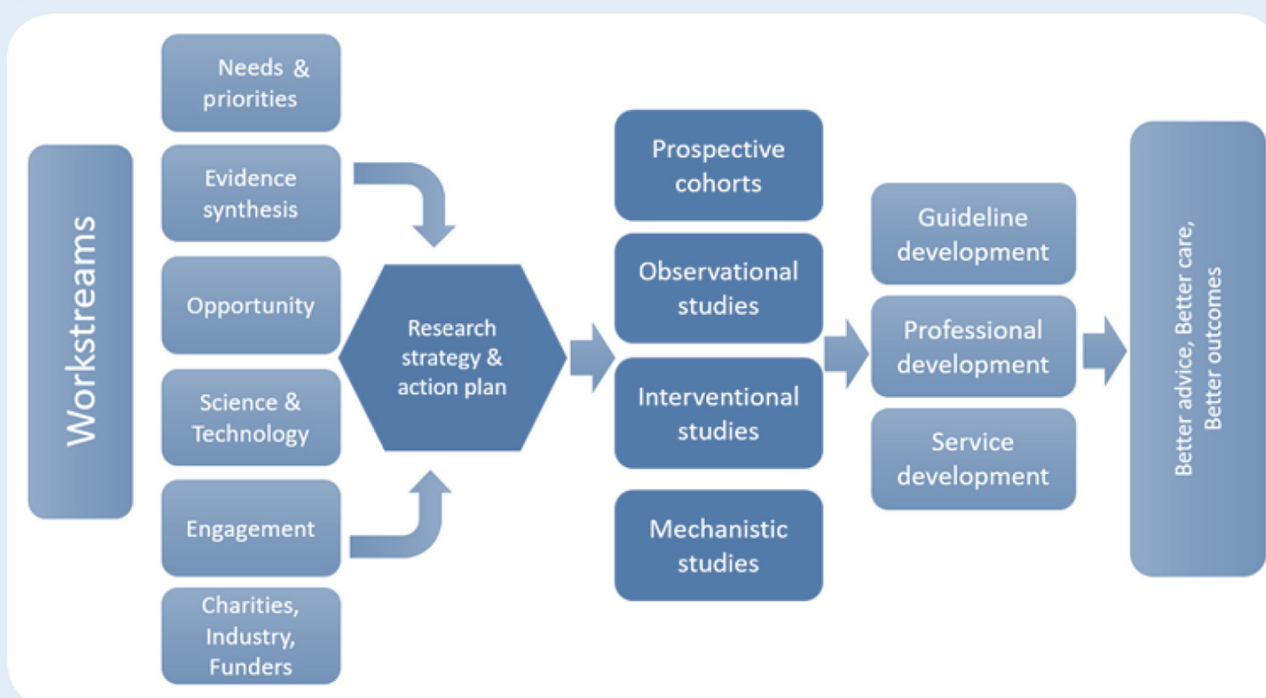 Workstreams
Needs &
priorities
Evidence
synthesis
Opportunity
Science &
Technology
Engagement
Charities,
Industry,
Funders
Research
strategy &
action plan
Prospective
cohorts
Observational
studies
Interventional
studies
Mechanistic
studies
Guideline
development
Professional
development
Service
development
Better advice, Better care,
Better outcomes